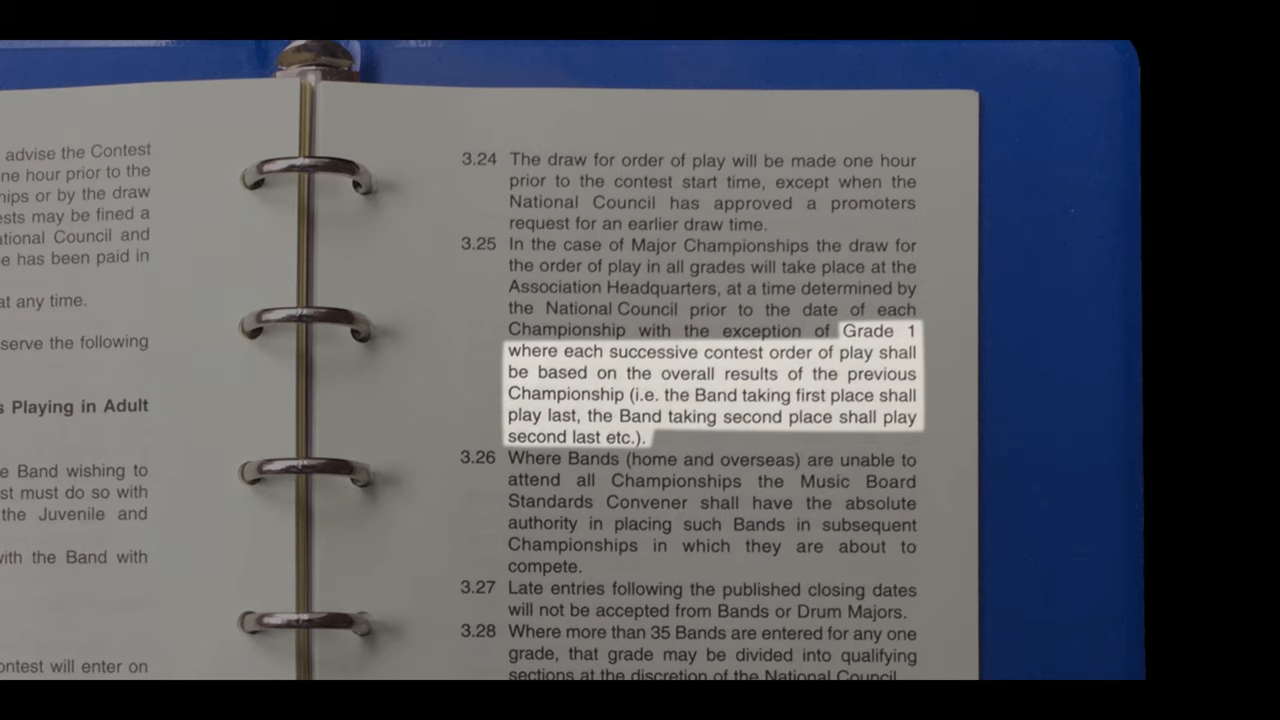 advise the Contest
one hour prior to the
or by the draw
may be fined a
National Council and
has been paid in
at any time.
serve the following
Playing in Adult
Band wishing to
must do so with
the Juvenile and
with the Band with
contest will enter on
3.24 The draw for order of play will be made one hour
prior to the contest start time, except when the
National Council has approved a promoters
request for an earlier draw time.
3.25 In the case of Major Championships the draw for
the order of play in all grades will take place at the
Association Headquarters, at a time determined by
the National Council prior to the date of each
Championship with the exception of Grade 1
where each successive contest order of play shall
be based on the overall results of the previous
Championship (i.e. the Band taking first place shall
play last, the Band taking second place shall play
second last etc.).
3.26 Where Bands (home and overseas) are unable to
attend all Championships the Music Board
Standards Convener shall have the absolute
authority in placing such Bands in subsequent
Championships in which they are about to
compete.
3.27 Late entries following the published closing dates
will not be accepted from Bands or Drum Majors.
3.28 Where more than 35 Bands are entered for any one
grade, that grade may be divided into qualifying
sections at the discretion of the National Council